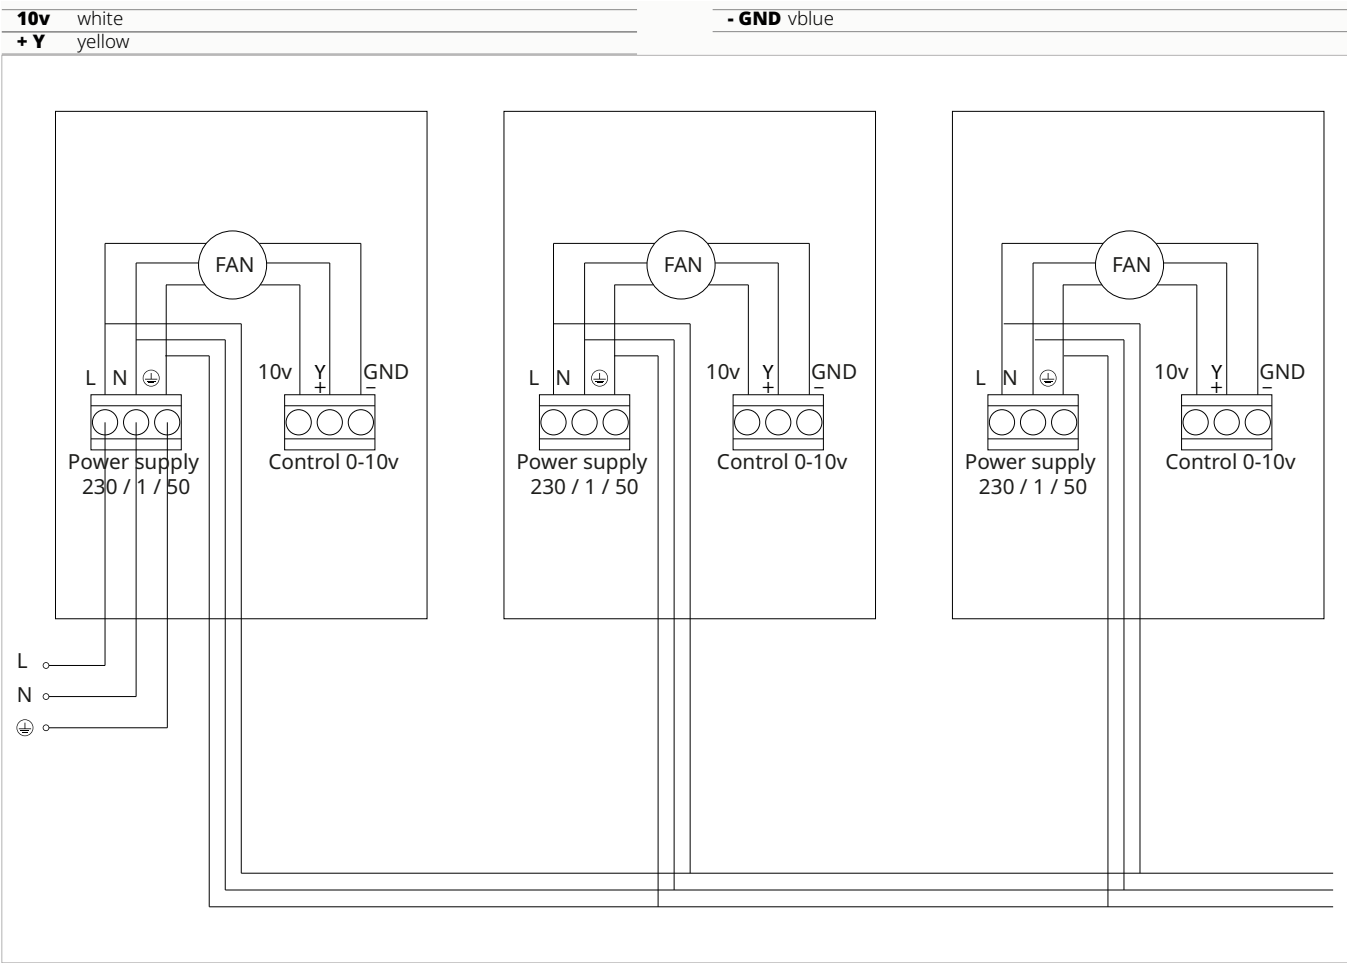 10v white
- GND vblue
+ Y yellow
FAN
FAN
FAN
L N
10v Y GND
+ −
L N
10v Y GND
+ −
L N
10v Y GND
+ −
Power supply
230 / 1 / 50
Control 0-10v
Power supply
230 / 1 / 50
Control 0-10v
Power supply
230 / 1 / 50
Control 0-10v
L
N